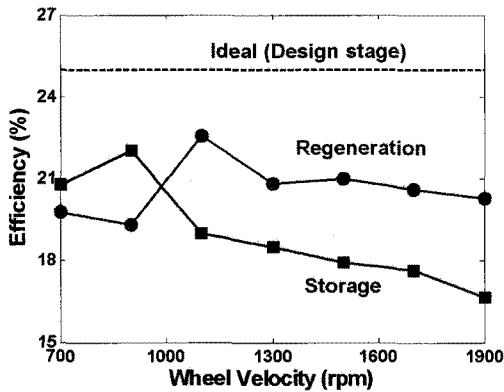 27
Ideal (Design stage)
24
Regeneration
Efficiency (%)
21
18
Storage
15
700 1000 1300 1600 1900
Wheel Velocity (rpm)